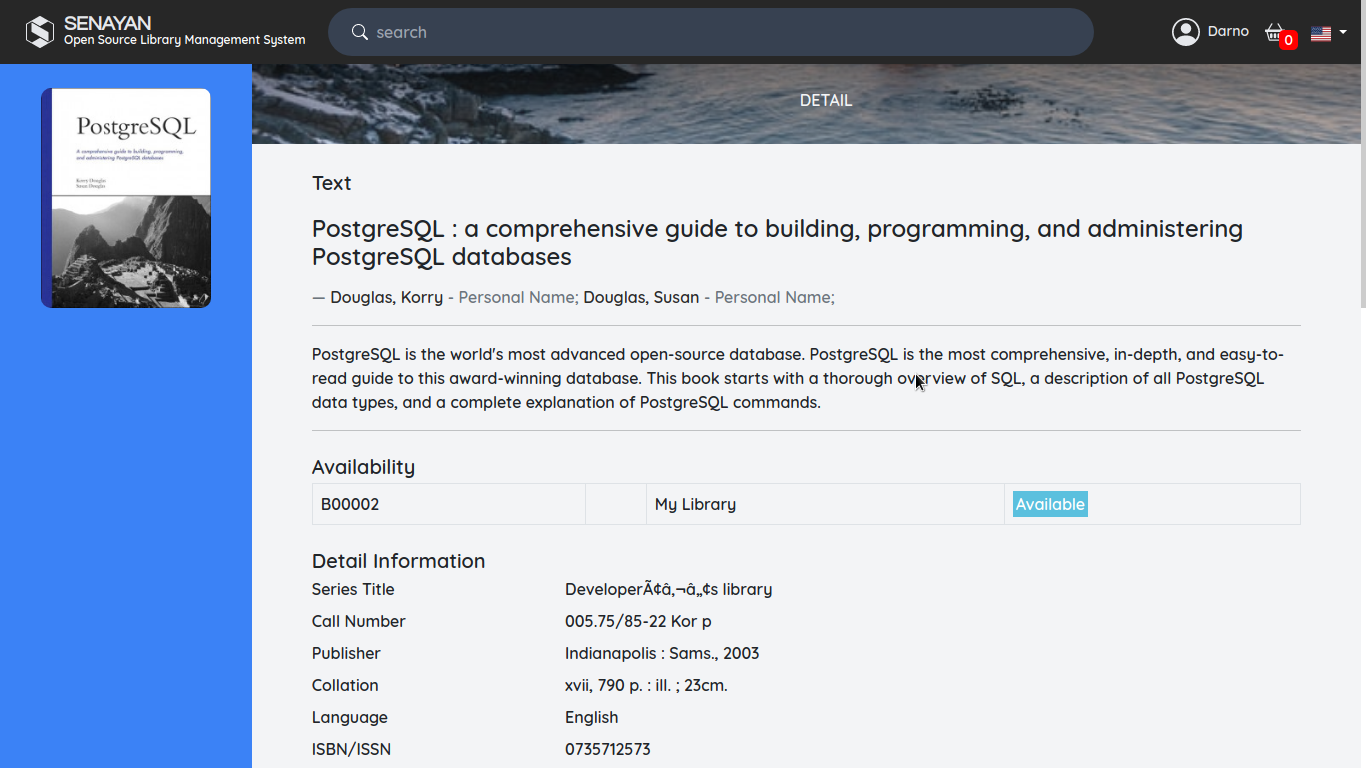 SENAYAN
Open Source Library Management System
search
Darno
0
DETAIL
PostgreSQL
A comprehensive guide to building, programming,
and administering PostgreSQL databases
Korry Douglas
Susan Douglas
Text
PostgreSQL : a comprehensive guide to building, programming, and administering
PostgreSQL databases
— Douglas, Korry - Personal Name; Douglas, Susan - Personal Name;
PostgreSQL is the world's most advanced open-source database. PostgreSQL is the most comprehensive, in-depth, and easy-to-
read guide to this award-winning database. This book starts with a thorough overview of SQL, a description of all PostgreSQL
data types, and a complete explanation of PostgreSQL commands.
Availability
B00002 My Library Available
Detail Information
Series Title DeveloperÃ¢â‚¬â„¢s library
Call Number 005.75/85-22 Kor p
Publisher Indianapolis : Sams., 2003
Collation xvii, 790 p. : ill. ; 23cm.
Language English
ISBN/ISSN 0735712573